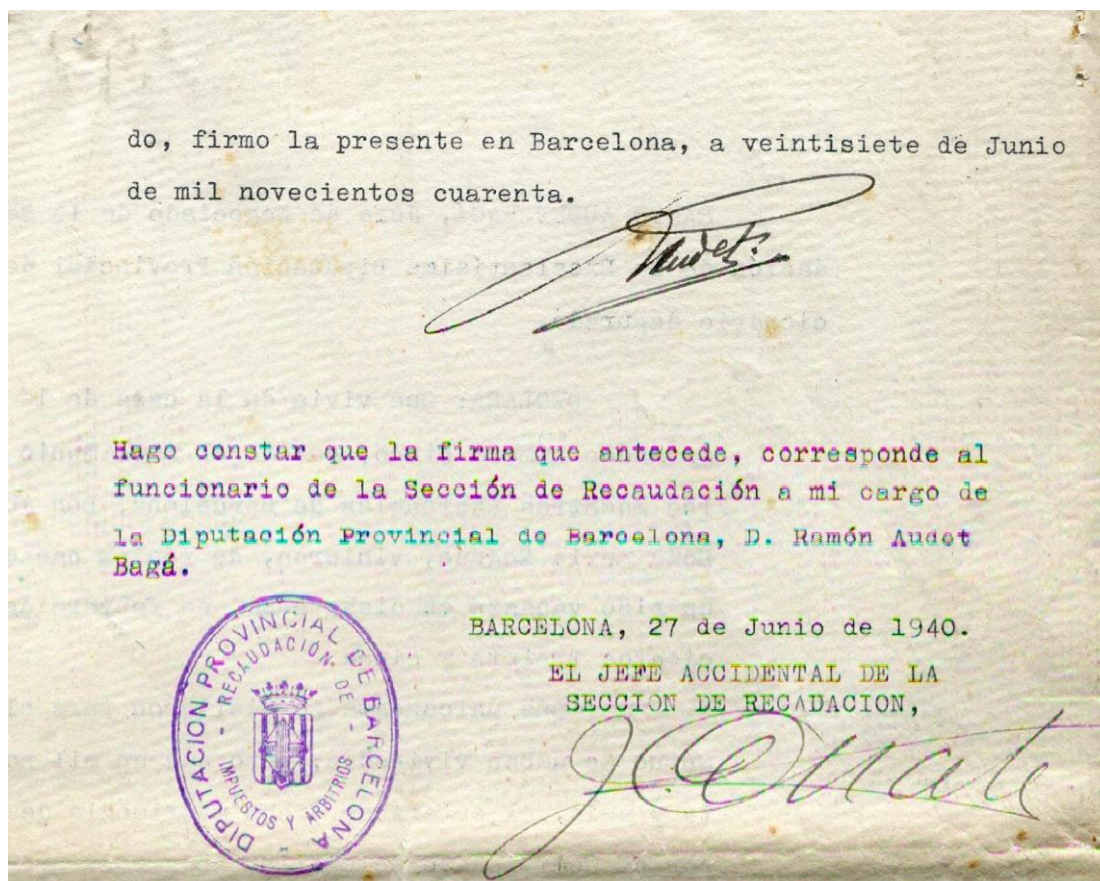 do, firmo la presente en Barcelona, a veintisiete de Junio
de mil novecientos cuarenta.
Audet
Hago constar que la firma que antecede, corresponde al
funcionario de la Sección de Recaudación a mi cargo de
la Diputación Provincial de Barcelona, D. Ramón Audet
Bagá.
BARCELONA, 27 de Junio de 1940.
EL JEFE ACCIDENTAL DE LA
SECCION DE RECADACION,
DIPUTACION PROVINCIAL DE BARCELONA
RECAUDACIÓN DE
IMPUESTOS Y ARBITRIOS